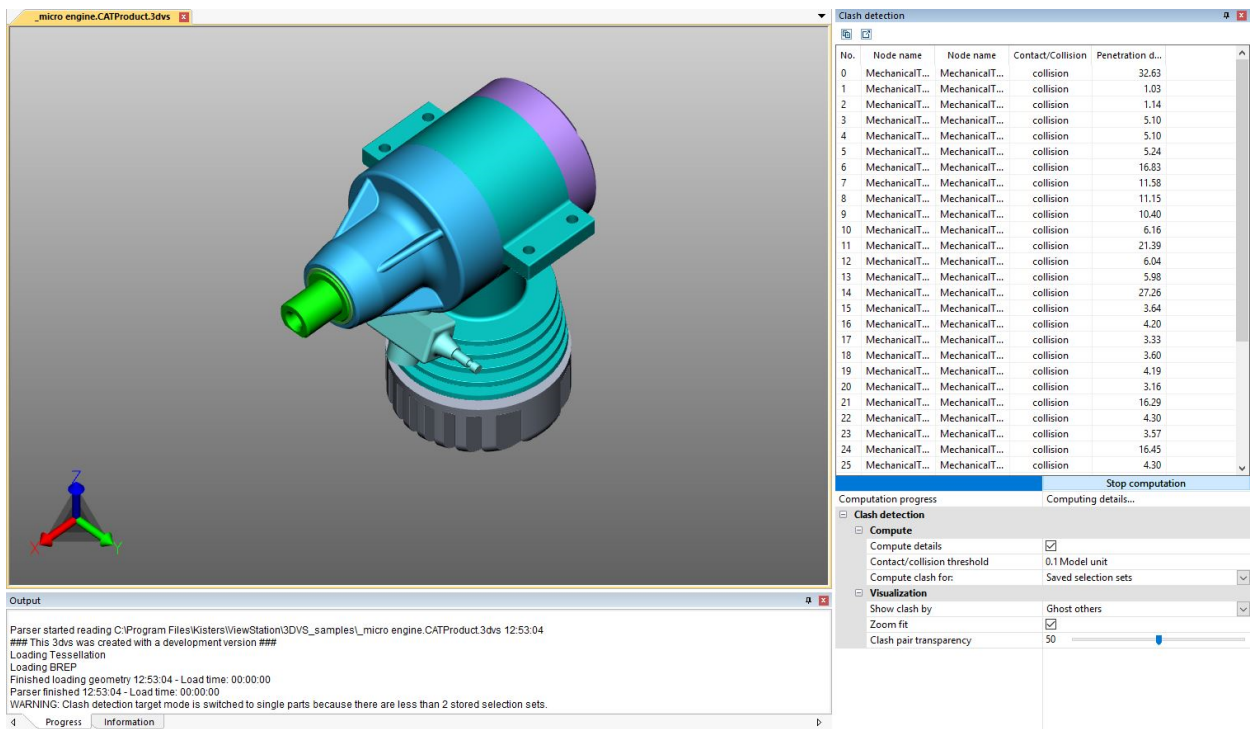 _micro engine.CATProduct.3dvs
Z
X
Y
Output
Parser started reading C:\Program Files\Kisters\ViewStation\3DVS_samples\_micro engine.CATProduct.3dvs 12:53:04
### This 3dvs was created with a development version ###
Loading Tessellation
Loading BREP
Finished loading geometry 12:53:04 - Load time: 00:00:00
Parser finished 12:53:04 - Load time: 00:00:00
WARNING: Clash detection target mode is switched to single parts because there are less than 2 stored selection sets.
Progress Information
Clash detection
No. Node name Node name Contact/Collision Penetration d...
0 MechanicalT... MechanicalT... collision 32.63
1 MechanicalT... MechanicalT... collision 1.03
2 MechanicalT... MechanicalT... collision 1.14
3 MechanicalT... MechanicalT... collision 5.10
4 MechanicalT... MechanicalT... collision 5.10
5 MechanicalT... MechanicalT... collision 5.24
6 MechanicalT... MechanicalT... collision 16.83
7 MechanicalT... MechanicalT... collision 11.58
8 MechanicalT... MechanicalT... collision 11.15
9 MechanicalT... MechanicalT... collision 10.40
10 MechanicalT... MechanicalT... collision 6.16
11 MechanicalT... MechanicalT... collision 21.39
12 MechanicalT... MechanicalT... collision 6.04
13 MechanicalT... MechanicalT... collision 5.98
14 MechanicalT... MechanicalT... collision 27.26
15 MechanicalT... MechanicalT... collision 3.64
16 MechanicalT... MechanicalT... collision 4.20
17 MechanicalT... MechanicalT... collision 3.33
18 MechanicalT... MechanicalT... collision 3.60
19 MechanicalT... MechanicalT... collision 4.19
20 MechanicalT... MechanicalT... collision 3.16
21 MechanicalT... MechanicalT... collision 16.29
22 MechanicalT... MechanicalT... collision 4.30
23 MechanicalT... MechanicalT... collision 3.57
24 MechanicalT... MechanicalT... collision 16.45
25 MechanicalT... MechanicalT... collision 4.30
Stop computation
Computation progress Computing details...
Clash detection
Compute
Compute details
Contact/collision threshold 0.1 Model unit
Compute clash for: Saved selection sets
Visualization
Show clash by Ghost others
Zoom fit
Clash pair transparency 50